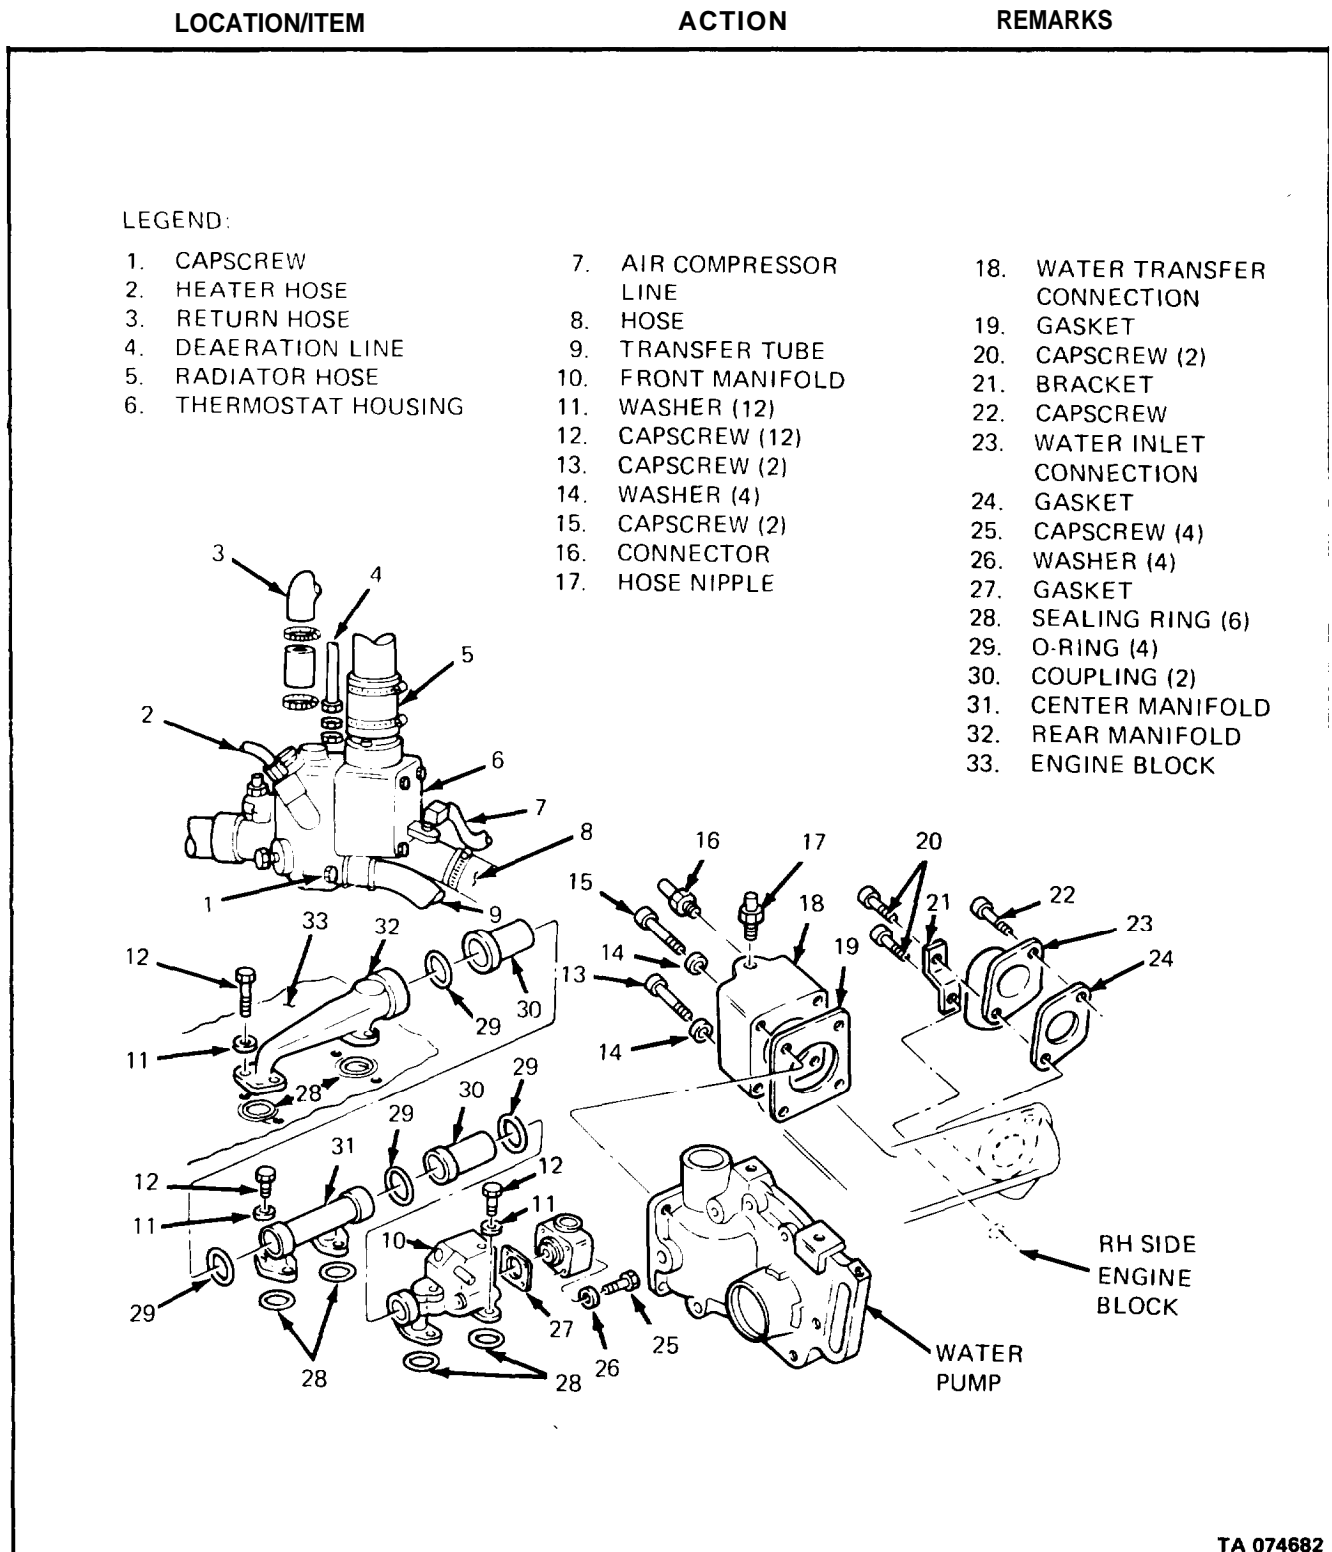 LOCATION/ITEM ACTION REMARKS
LEGEND:
1. CAPSCREW
2. HEATER HOSE
3. RETURN HOSE
4. DEAERATION LINE
5. RADIATOR HOSE
6. THERMOSTAT HOUSING
7. AIR COMPRESSOR
LINE
8. HOSE
9. TRANSFER TUBE
10. FRONT MANIFOLD
11. WASHER (12)
12. CAPSCREW (12)
13. CAPSCREW (2)
14. WASHER (4)
15. CAPSCREW (2)
16. CONNECTOR
17. HOSE NIPPLE
18. WATER TRANSFER
CONNECTION
19. GASKET
20. CAPSCREW (2)
21. BRACKET
22. CAPSCREW
23. WATER INLET
CONNECTION
24. GASKET
25. CAPSCREW (4)
26. WASHER (4)
27. GASKET
28. SEALING RING (6)
29. O-RING (4)
30. COUPLING (2)
31. CENTER MANIFOLD
32. REAR MANIFOLD
33. ENGINE BLOCK
3
4
5
2
6
7
8
1
9
16
17
20
15
18
21
22
23
33
32
12
14
19
24
13
30
29
11
14
28
29
30
29
31
12
12
11
11
10
29
27
25
26
28
28
RH SIDE
ENGINE
BLOCK
WATER
PUMP
TA 074682